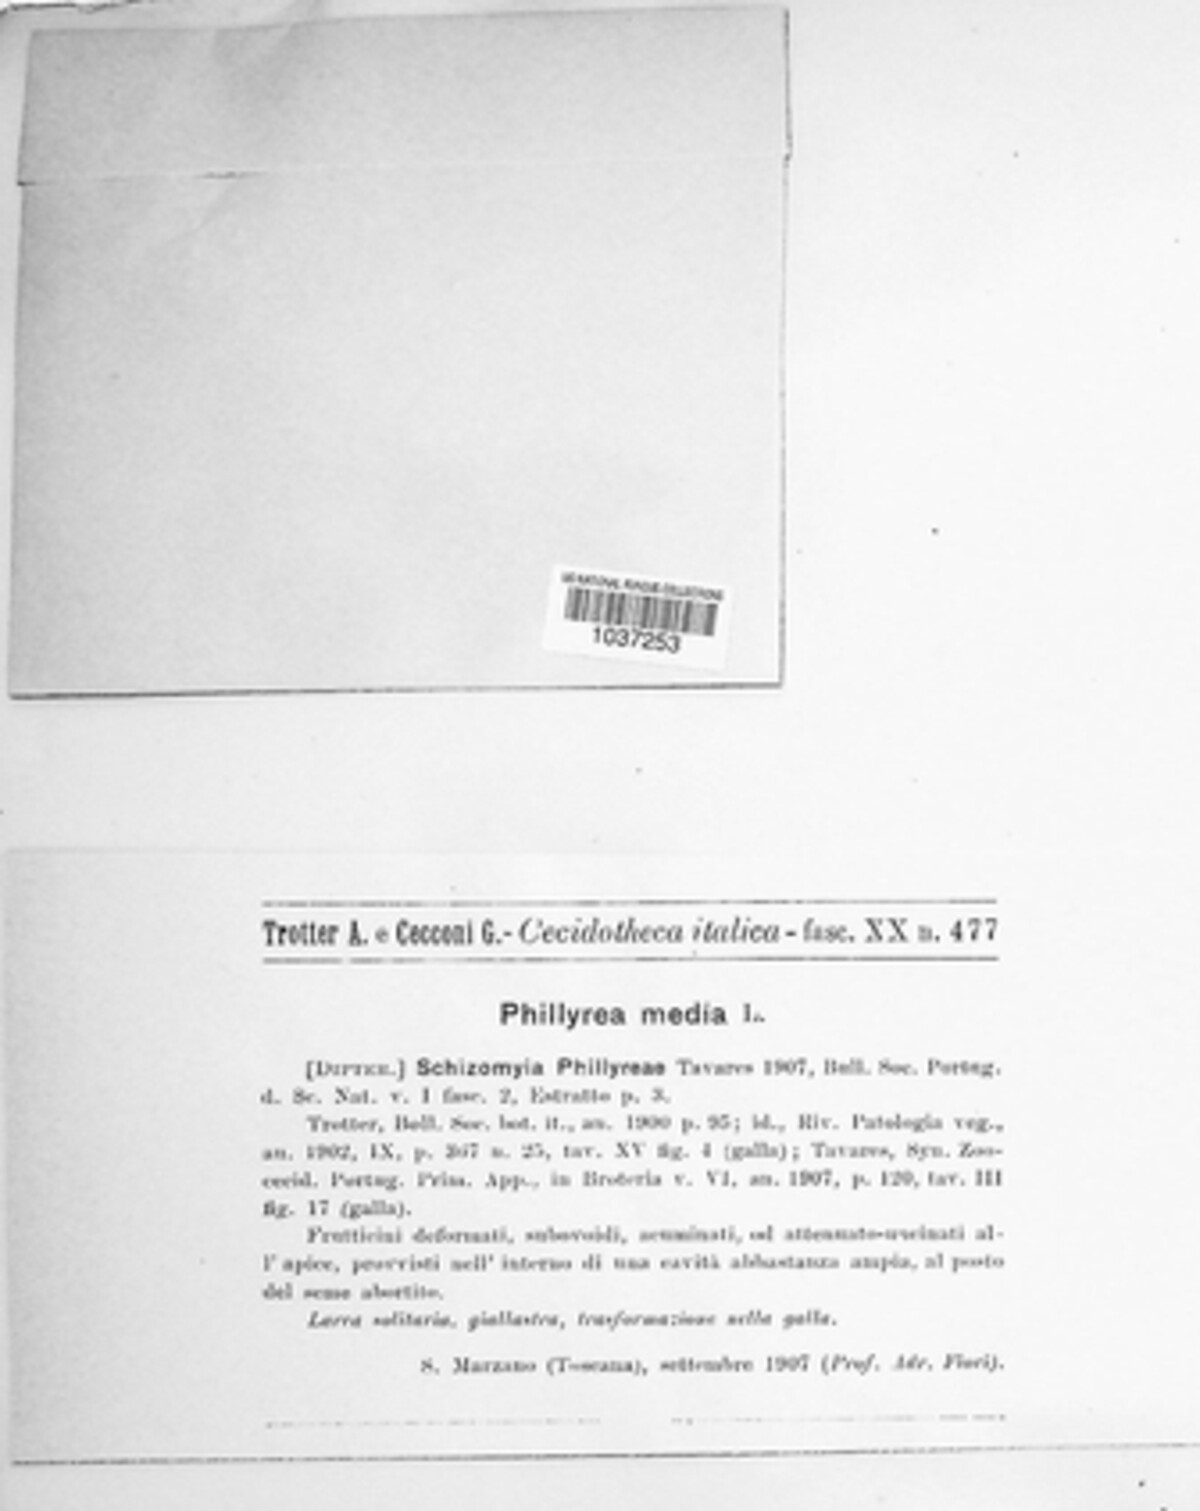 US NATIONAL FUNGUS COLLECTIONS
1037253
Trotter A. e Cecconi G.- Cecidotheca italica - fasc. XX n. 477
Phillyrea media L.
[DIPTER.] Schizomyia Phillyreae Tavares 1907, Bull. Soc. Portug.
d. Sc. Nat. v. I fasc. 2, Estratto p. 3.
Trotter, Boll. Soc. bot. it., an. 1900 p. 95; id., Riv. Patologia veg.,
an. 1902, IX, p. 367 n. 25, tav. XV fig. 4 (galla); Tavares, Syn. Zoo-
cecid. Portug. Prim. App., in Broteria v. VI, an. 1907, p. 120, tav. III
fig. 17 (galla).
Frutticini deformati, subovoidi, acuminati, od attenuato-uncinati al-
l' apice, provvisti nell' interno di una cavità abbastanza ampia, al posto
del seme abortito.
Larva solitaria, giallastra, trasformazione nella galla.
S. Marzano (Toscana), settembre 1907 (Prof. Adr. Fiori).